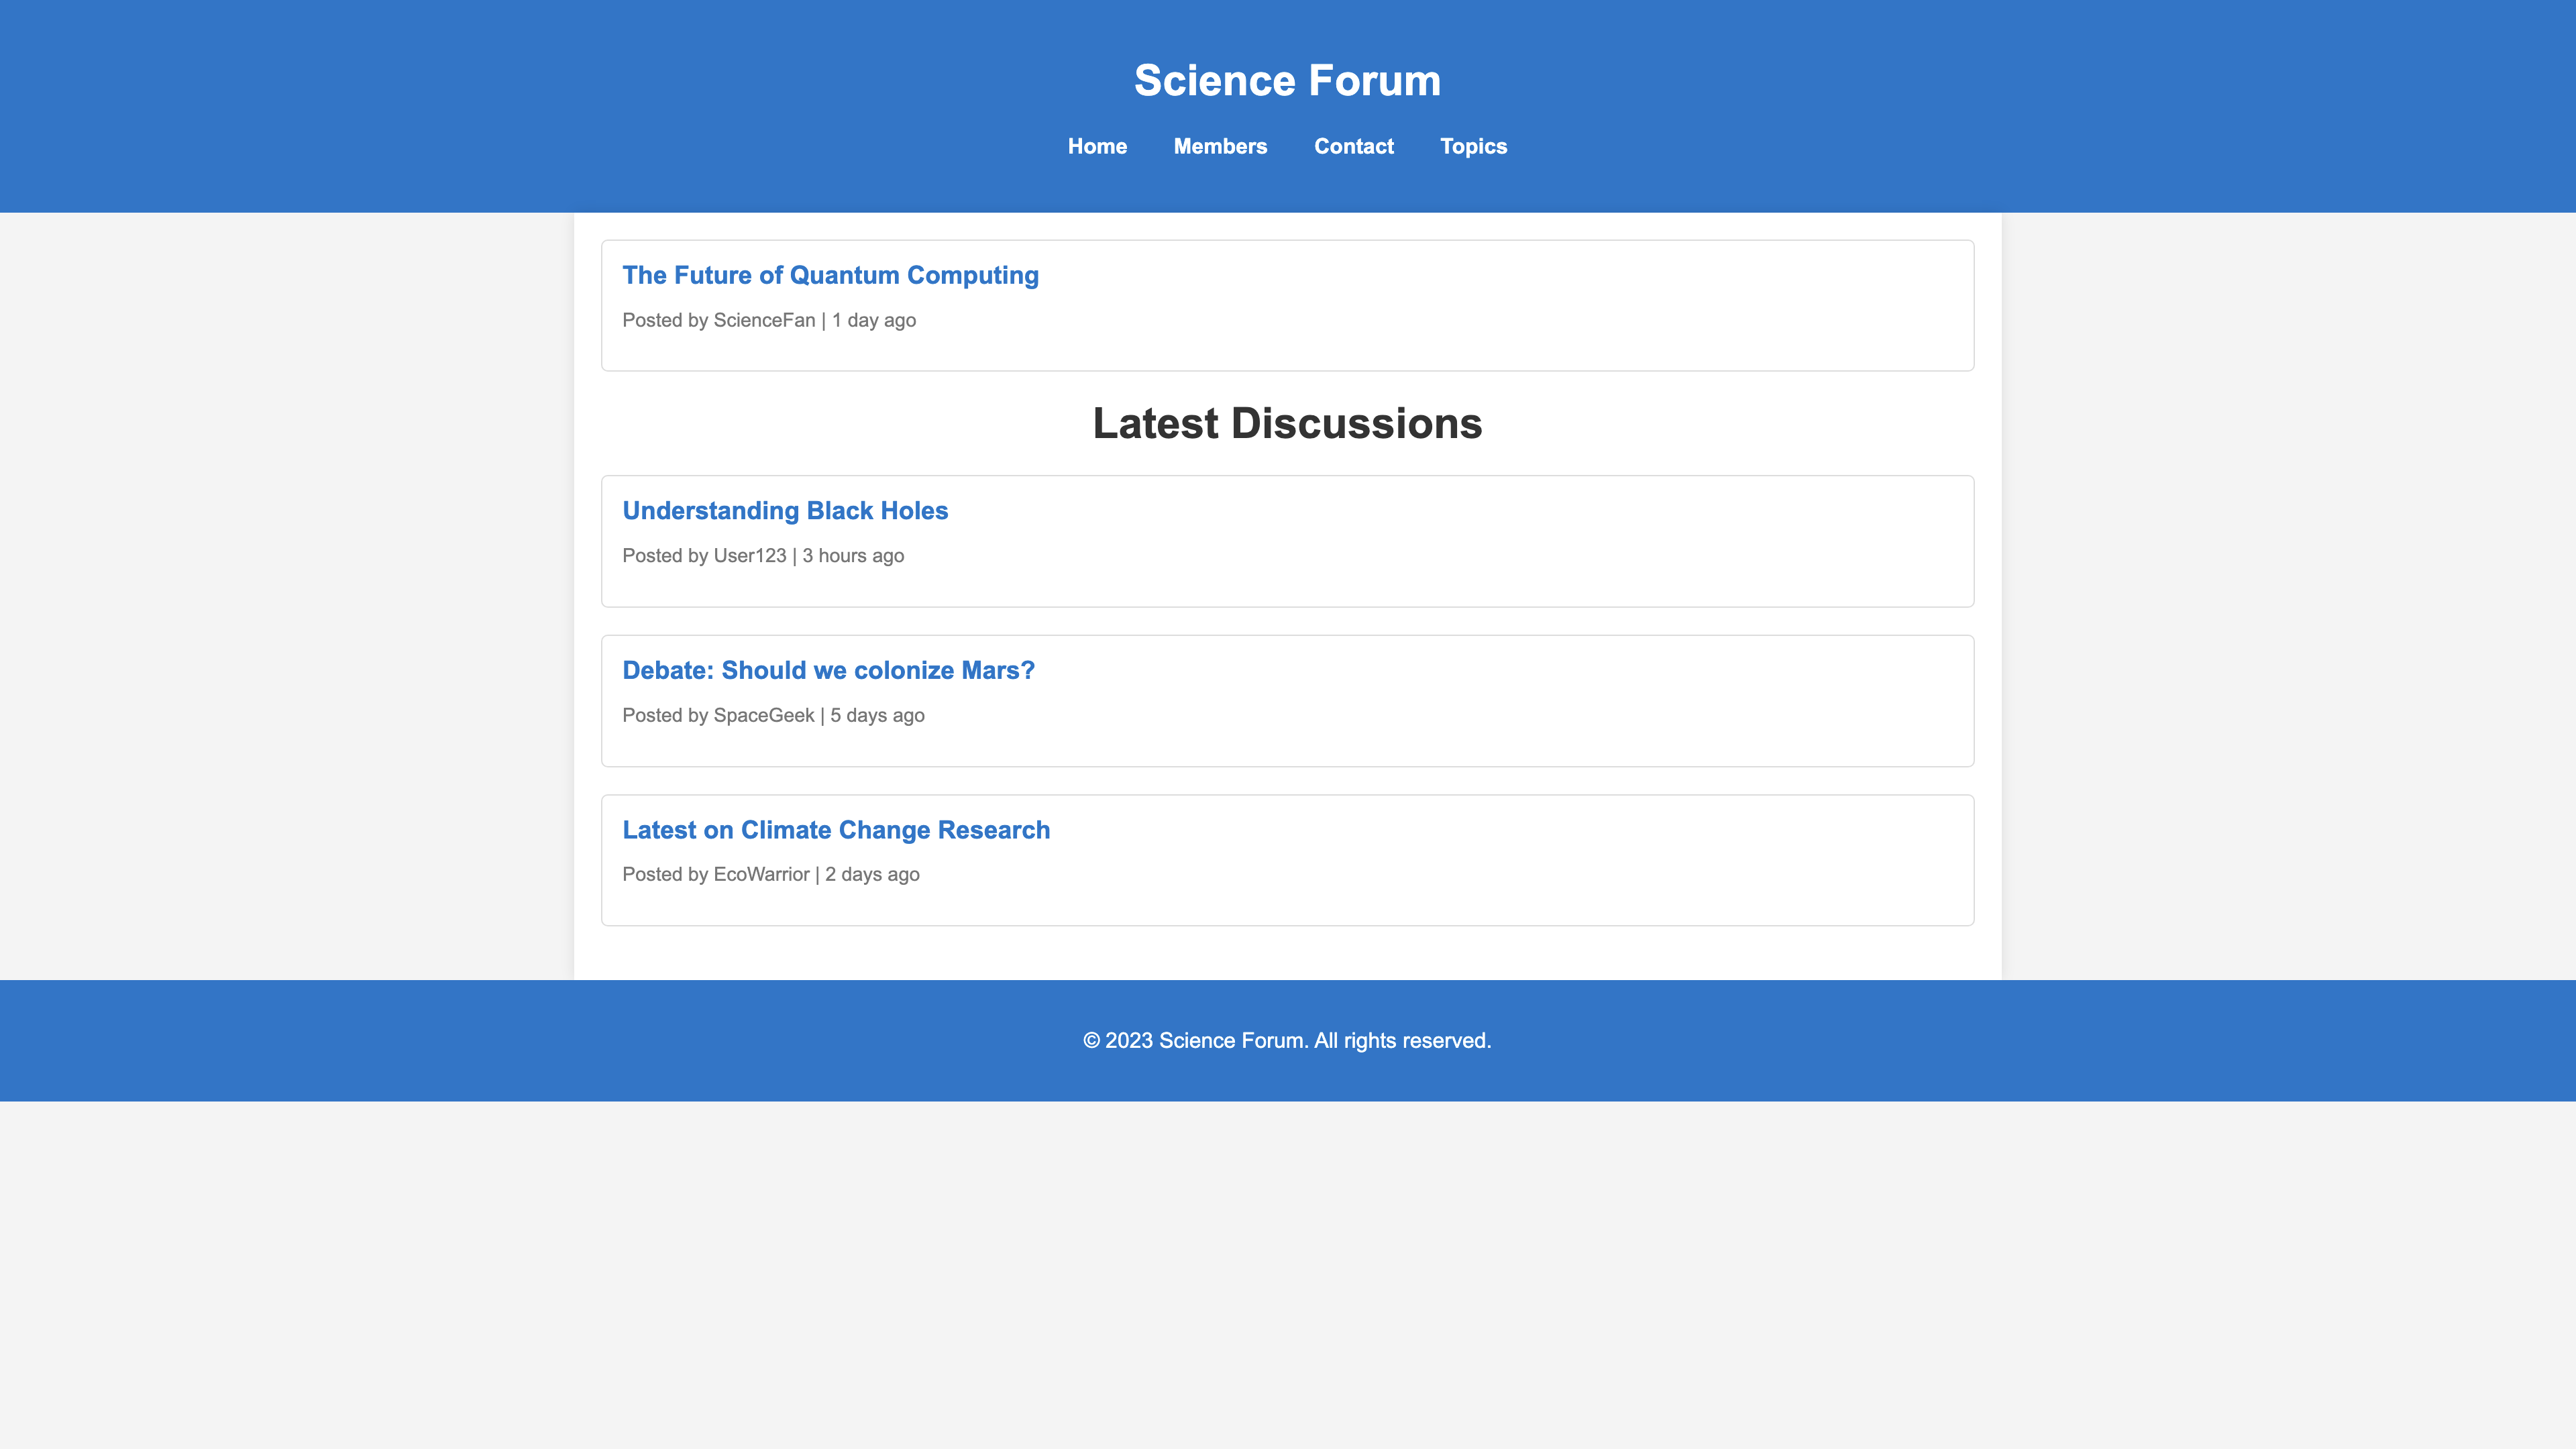 Science Forum
Home Members Contact Topics
The Future of Quantum Computing
Posted by ScienceFan | 1 day ago
Latest Discussions
Understanding Black Holes
Posted by User123 | 3 hours ago
Debate: Should we colonize Mars?
Posted by SpaceGeek | 5 days ago
Latest on Climate Change Research
Posted by EcoWarrior | 2 days ago
© 2023 Science Forum. All rights reserved.